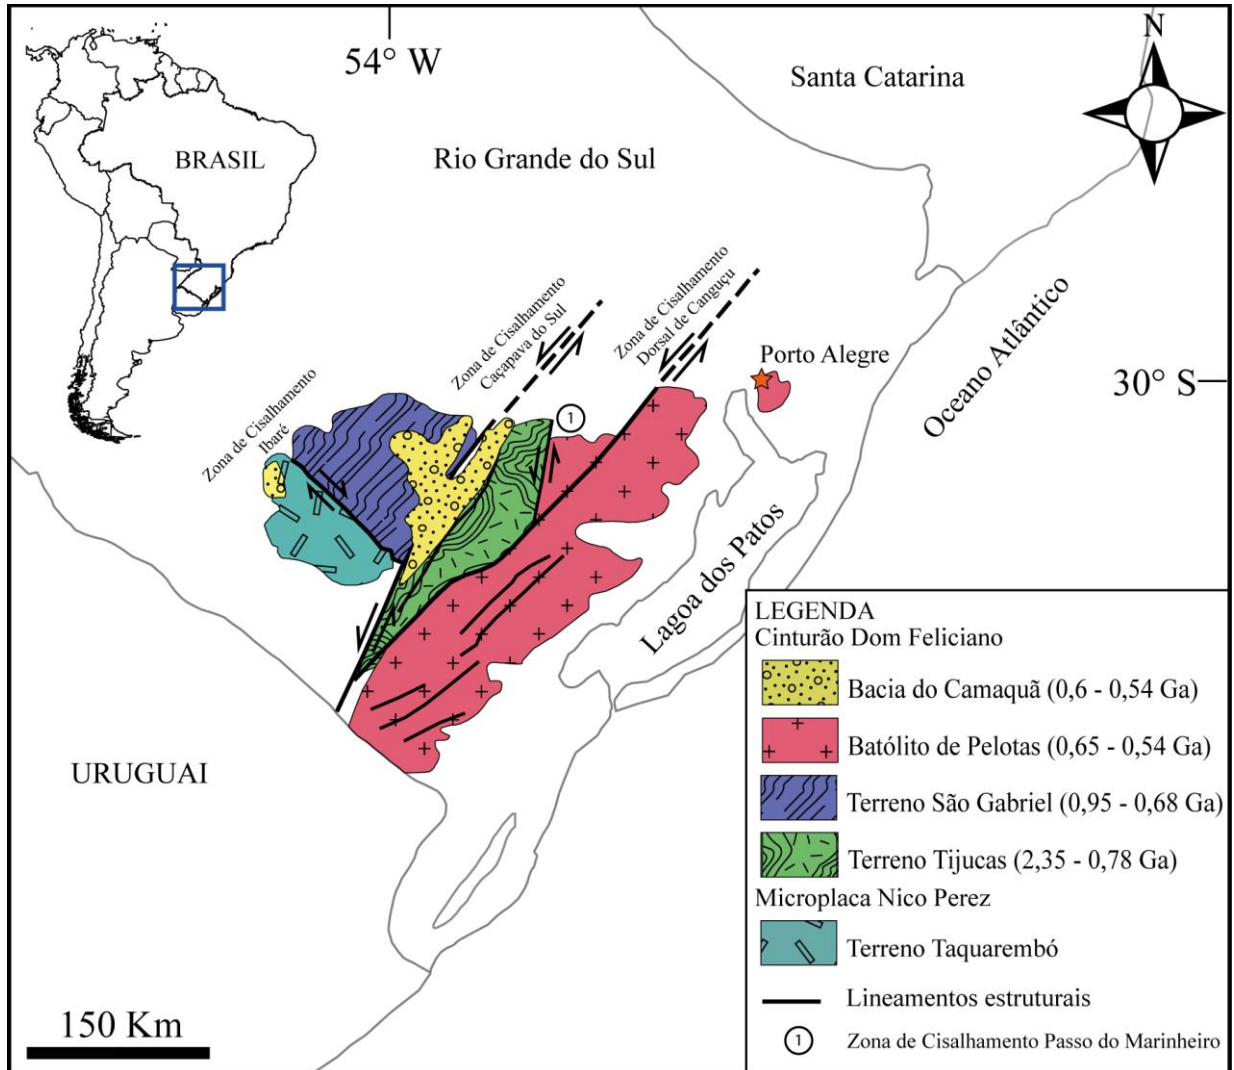 54° W
Santa Catarina
N
BRASIL
Rio Grande do Sul
Zona de Cisalhamento
Caçapava do Sul
Zona de Cisalhamento
Dorsal de Canguçu
Oceano Atlântico
Porto Alegre
30° S
Zona de Cisalhamento
Ibaré
1
Lagoa dos Patos
URUGUAI
LEGENDA
Cinturão Dom Feliciano
Bacia do Camaquã (0,6 - 0,54 Ga)
Batólito de Pelotas (0,65 - 0,54 Ga)
Terreno São Gabriel (0,95 - 0,68 Ga)
Terreno Tijucas (2,35 - 0,78 Ga)
Microplaca Nico Perez
Terreno Taquarembó
Lineamentos estruturais
1 Zona de Cisalhamento Passo do Marinheiro
150 Km